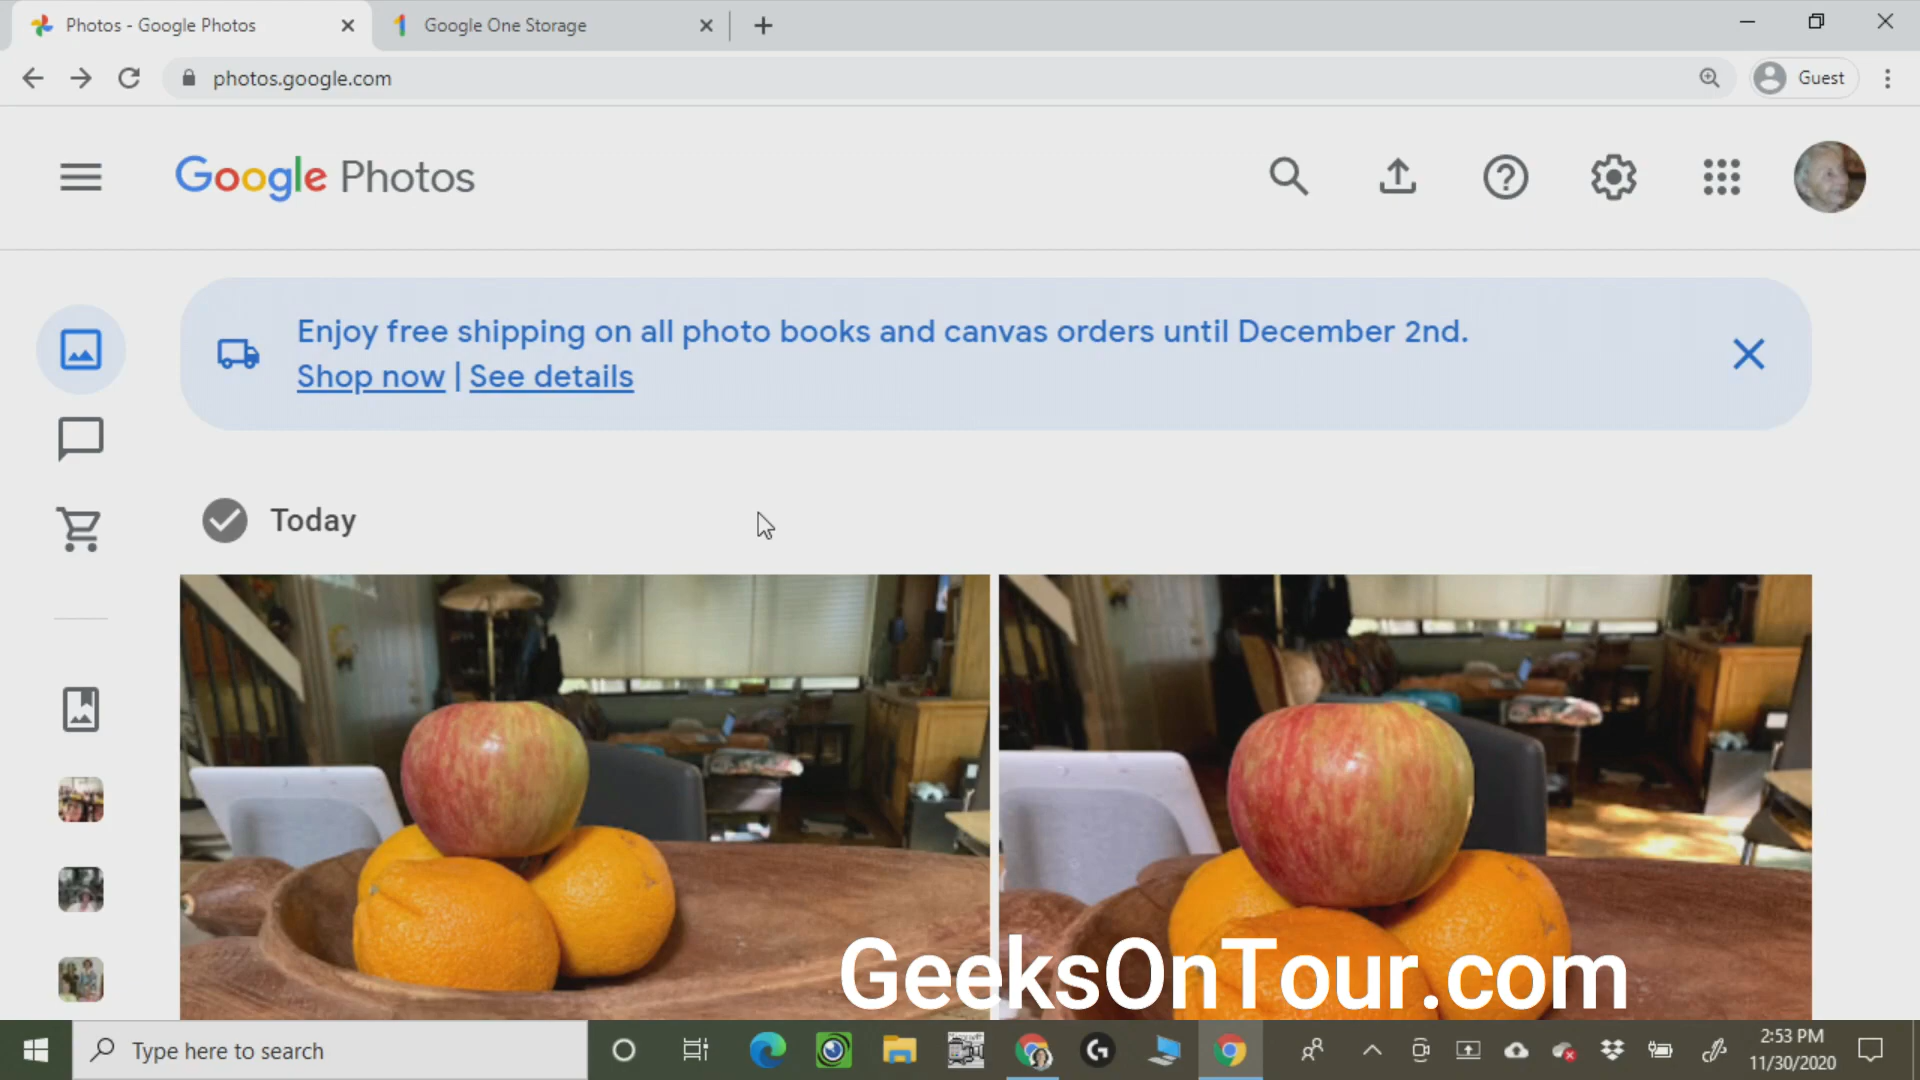 Photos - Google Photos
Google One Storage
photos.google.com
Guest
Google Photos
Enjoy free shipping on all photo books and canvas orders until December 2nd.
Shop now | See details
Today
GeeksOnTour.com
Type here to search
2:53 PM
11/30/2020